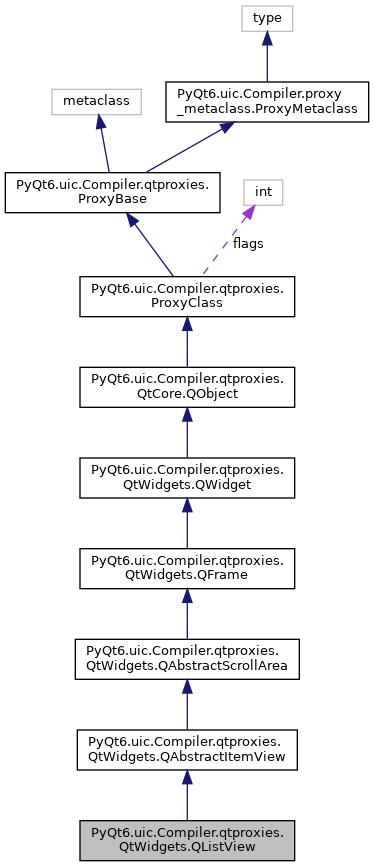 type
PyQt6.uic.Compiler.proxy
_metaclass.ProxyMetaclass
metaclass
PyQt6.uic.Compiler.qtproxies.
ProxyBase
int
flags
PyQt6.uic.Compiler.qtproxies.
ProxyClass
PyQt6.uic.Compiler.qtproxies.
QtCore.QObject
PyQt6.uic.Compiler.qtproxies.
QtWidgets.QWidget
PyQt6.uic.Compiler.qtproxies.
QtWidgets.QFrame
PyQt6.uic.Compiler.qtproxies.
QtWidgets.QAbstractScrollArea
PyQt6.uic.Compiler.qtproxies.
QtWidgets.QAbstractItemView
PyQt6.uic.Compiler.qtproxies.
QtWidgets.QListView